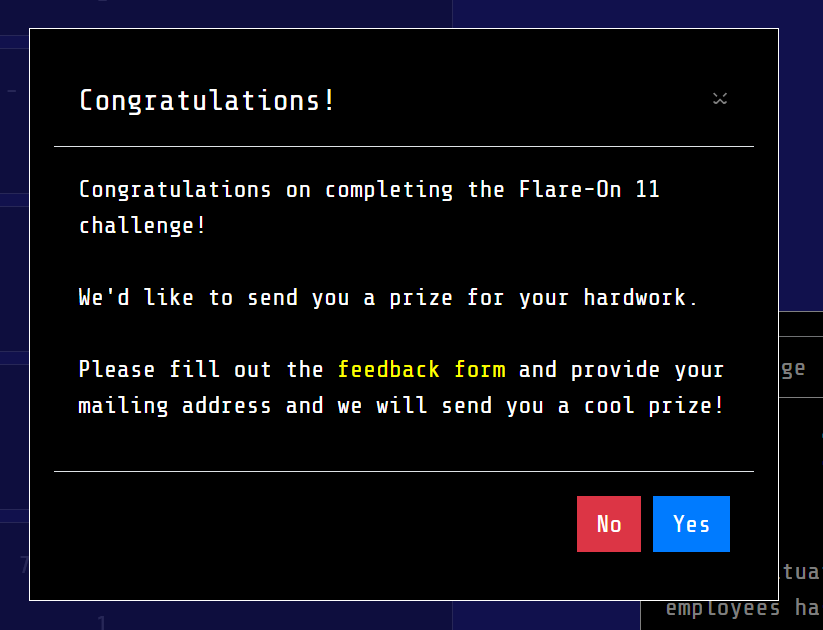 Congratulations!
Congratulations on completing the Flare-On 11
challenge!
We'd like to send you a prize for your hardwork.
Please fill out the feedback form and provide your
ge
mailing address and we will send you a cool prize!
No Yes
7
tua
employees ha
1